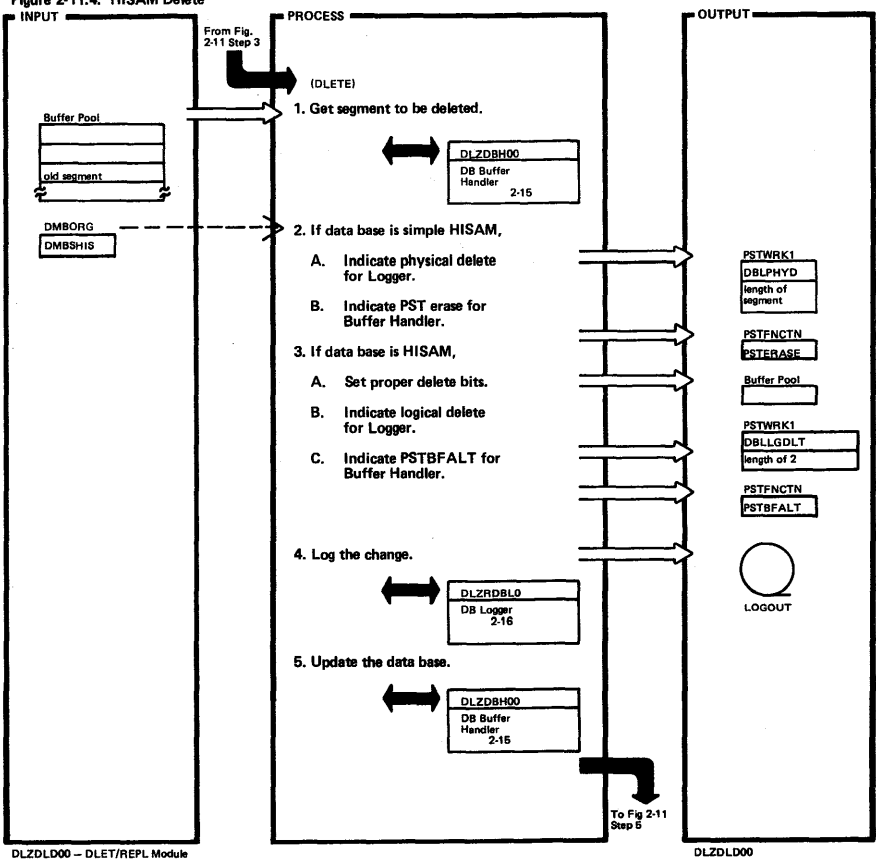 Figure 2-11.4. HISAM Delete
INPUT
PROCESS
OUTPUT
From Fig.
2-11 Step 3
(DLETE)
1. Get segment to be deleted.
Buffer Pool
old segment
DLZDBH00
DB Buffer
Handler
2-15
DMBORG
DMBSHIS
2. If data base is simple HISAM,
A. Indicate physical delete
for Logger.
B. Indicate PST erase for
Buffer Handler.
3. If data base is HISAM,
A. Set proper delete bits.
B. Indicate logical delete
for Logger.
C. Indicate PSTBFALT for
Buffer Handler.
PSTWRK1
DBLPHYD
length of
segment
PSTFNCTN
PSTERASE
Buffer Pool
PSTWRK1
DBLLGDLT
length of 2
PSTFNCTN
PSTBFALT
4. Log the change.
DLZRDBL0
DB Logger
2-16
LOGOUT
5. Update the data base.
DLZDBH00
DB Buffer
Handler
2-15
To Fig 2-11
Step 5
DLZDLD00 – DLET/REPL Module
DLZDLD00